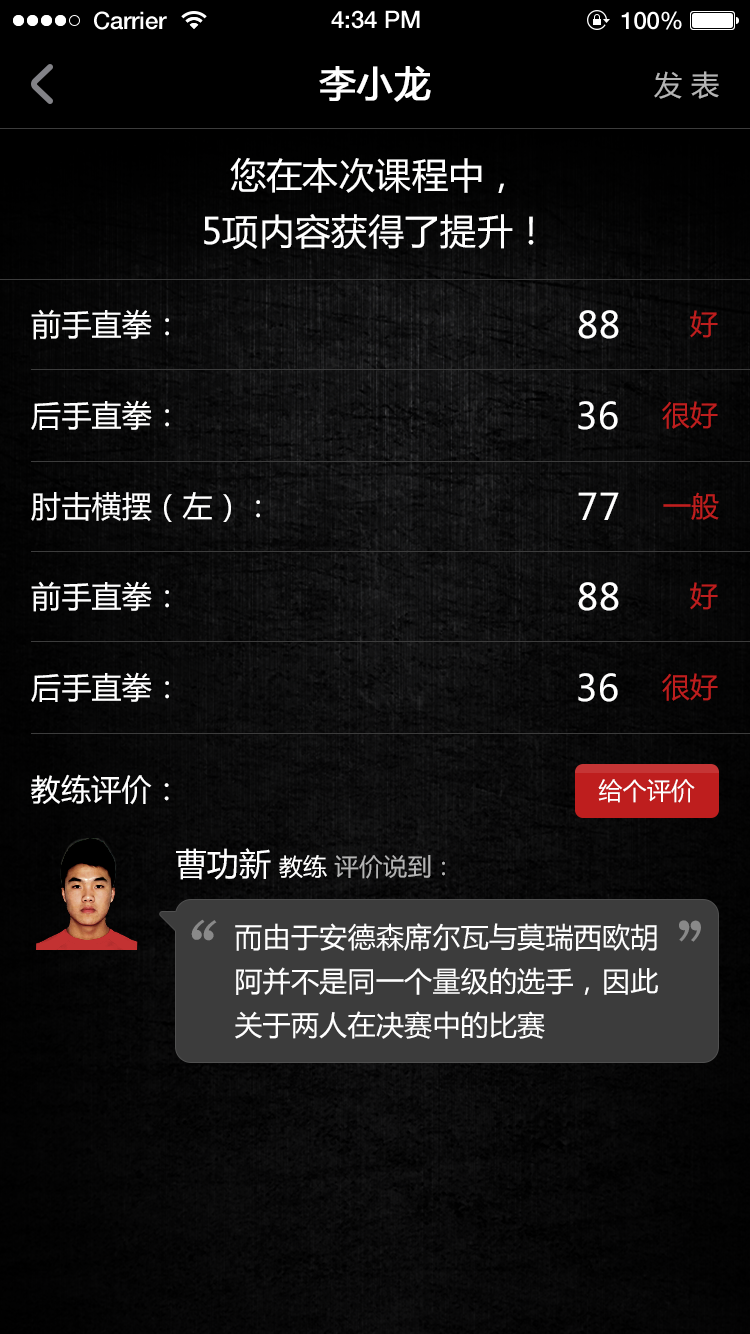 Carrier 4:34 PM 100%
李小龙 发 表
您在本次课程中，
5项内容获得了提升！
前手直拳： 88 好
后手直拳： 36 很好
肘击横摆（左）： 77 一般
前手直拳： 88 好
后手直拳： 36 很好
教练评价： 给个评价
曹功新 教练 评价说到：
“ 而由于安德森席尔瓦与莫瑞西欧胡 ”
阿并不是同一个量级的选手，因此
关于两人在决赛中的比赛